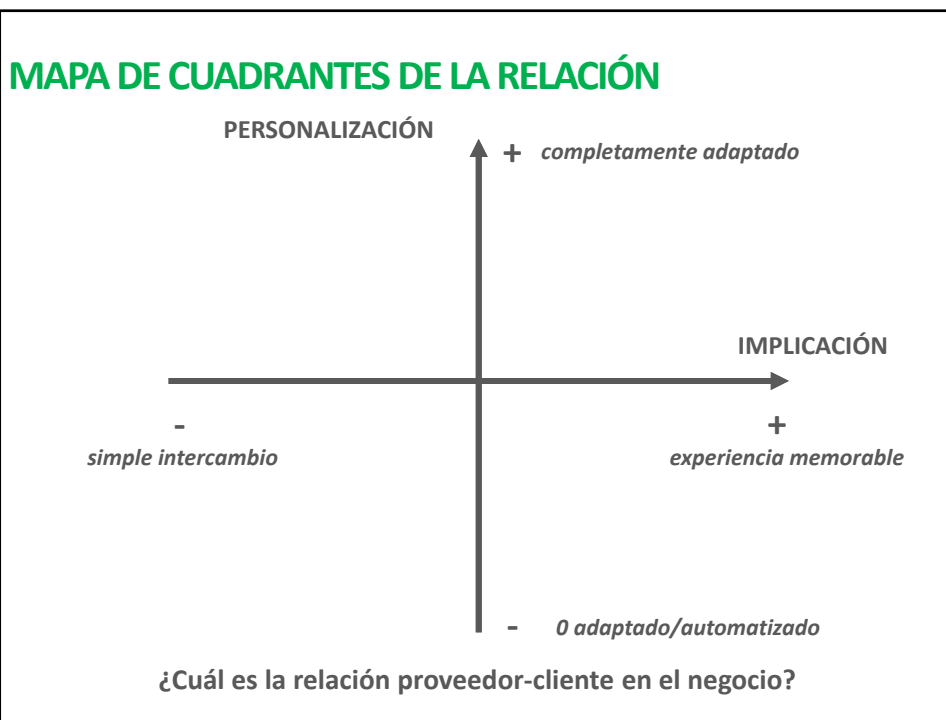 MAPA DE CUADRANTES DE LA RELACIÓN
PERSONALIZACIÓN
+ completamente adaptado
IMPLICACIÓN
- +
simple intercambio experiencia memorable
- 0 adaptado/automatizado
¿Cuál es la relación proveedor-cliente en el negocio?